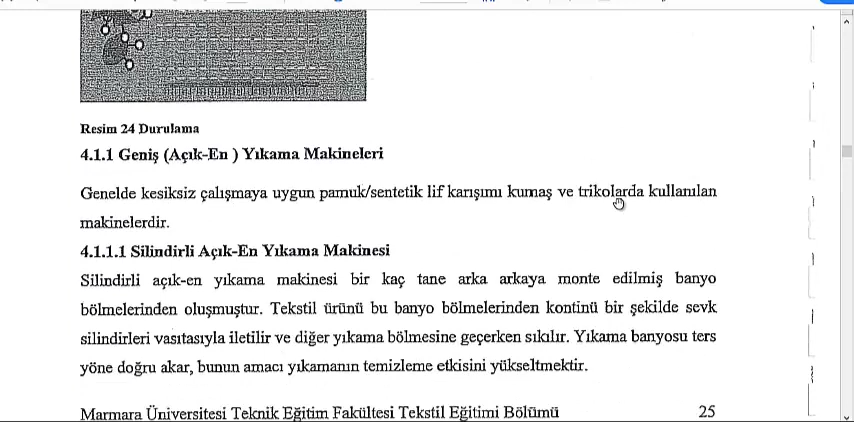 Resim 24 Durulama
4.1.1 Geniş (Açık-En ) Yıkama Makineleri
Genelde kesiksiz çalışmaya uygun pamuk/sentetik lif karışımı kumaş ve trikolarda kullanılan
makinelerdir.
4.1.1.1 Silindirli Açık-En Yıkama Makinesi
Silindirli açık-en yıkama makinesi bir kaç tane arka arkaya monte edilmiş banyo
bölmelerinden oluşmuştur. Tekstil ürünü bu banyo bölmelerinden kontinü bir şekilde sevk
silindirleri vasıtasıyla iletilir ve diğer yıkama bölmesine geçerken sıkılır. Yıkama banyosu ters
yöne doğru akar, bunun amacı yıkamanın temizleme etkisini yükseltmektir.
Marmara Üniversitesi Teknik Eğitim Fakültesi Tekstil Eğitimi Bölümü 25